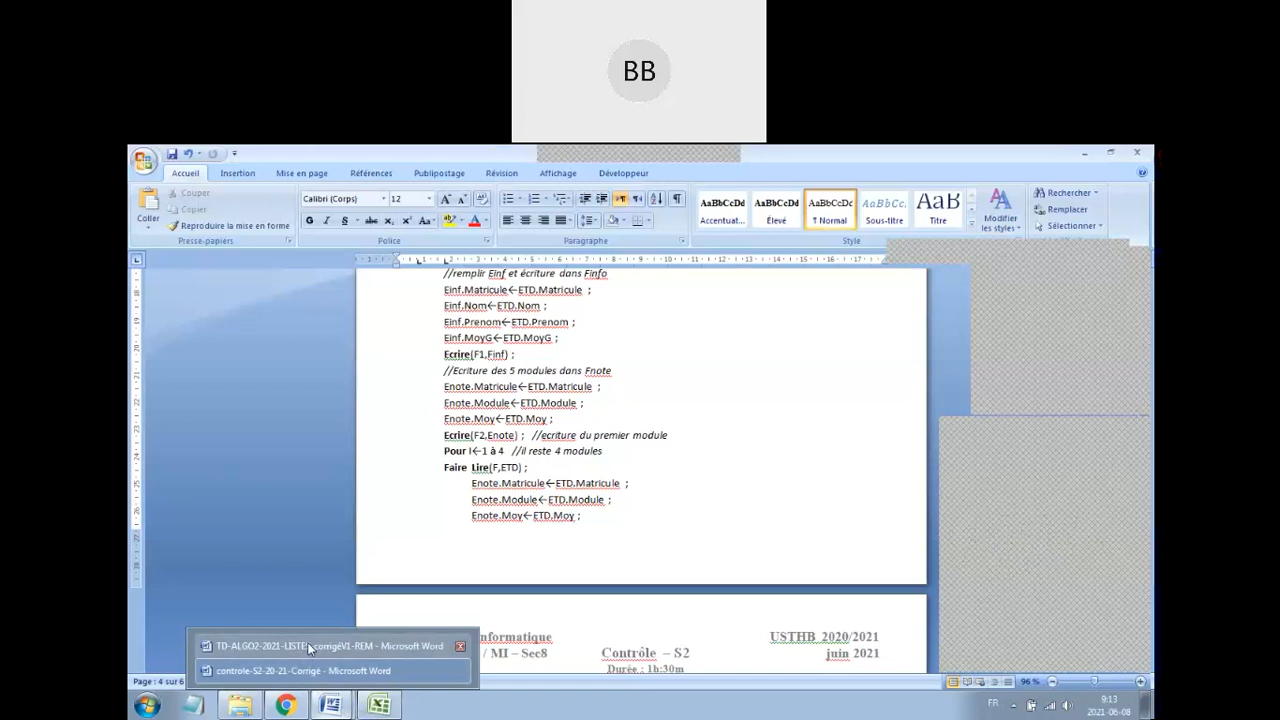 BB
Accueil Insertion Mise en page Références Publipostage Révision Affichage Développeur
Coller
Couper
Copier
Reproduire la mise en forme
Presse-papiers
Calibri (Corps) 12
Police
Paragraphe
AaBbCcDd AaBbCcDd AaBbCcDc AaBbCc AaB
Accentuat... Élevé ¶ Normal Sous-titre Titre
Modifier les styles
Style
Rechercher
Remplacer
Sélectionner
//remplir Einf et écriture dans Finfo
Einf.Matricule←ETD.Matricule ;
Einf.Nom←ETD.Nom ;
Einf.Prenom←ETD.Prenom ;
Einf.MoyG←ETD.MoyG ;
Ecrire(F1,Finf) ;
//Ecriture des 5 modules dans Fnote
Enote.Matricule←ETD.Matricule ;
Enote.Module←ETD.Module ;
Enote.Moy←ETD.Moy ;
Ecrire(F2,Enote) ; //ecriture du premier module
Pour I←1 à 4 //il reste 4 modules
Faire Lire(F,ETD) ;
Enote.Matricule←ETD.Matricule ;
Enote.Module←ETD.Module ;
Enote.Moy←ETD.Moy ;
nformatique USTHB 2020/2021
/ MI – Sec8 Contrôle – S2 juin 2021
Durée : 1h:30m
TD-ALGO2-2021-LISTE corrigéV1-REM - Microsoft Word
controle-S2-20-21-Corrigé - Microsoft Word
Page : 4 sur 6
96 %
FR
9:13
2021-06-08